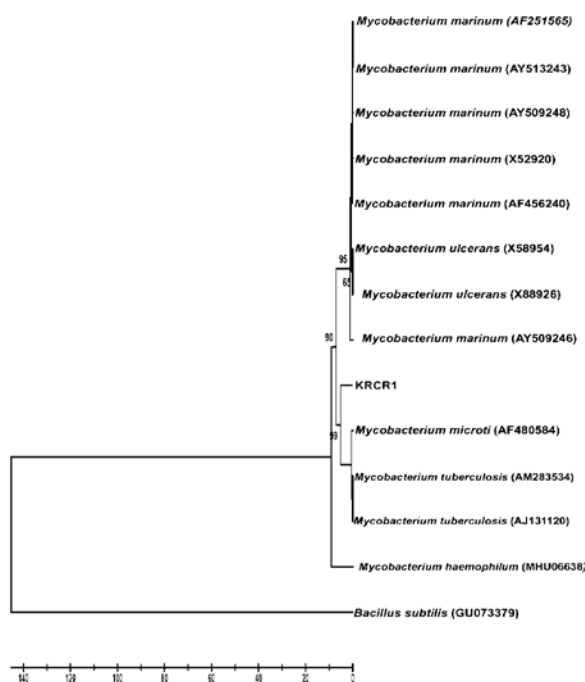 Mycobacterium marinum (AF251565)
Mycobacterium marinum (AY513243)
Mycobacterium marinum (AY509248)
Mycobacterium marinum (X52920)
Mycobacterium marinum (AF456240)
Mycobacterium ulcerans (X58954)
95
65
Mycobacterium ulcerans (X88926)
90
Mycobacterium marinum (AY509246)
KRCR1
99
Mycobacterium microti (AF480584)
Mycobacterium tuberculosis (AM283534)
Mycobacterium tuberculosis (AJ131120)
Mycobacterium haemophilum (MHU06638)
Bacillus subtilis (GU073379)
140 120 100 80 60 40 20 0